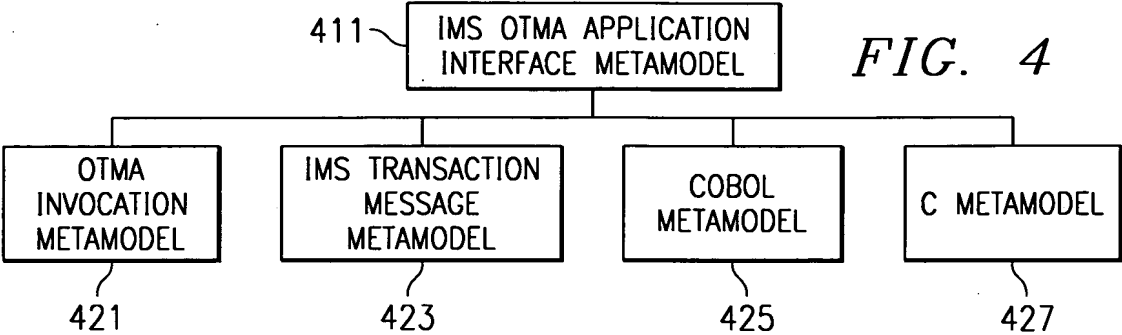 411
IMS OTMA APPLICATION
INTERFACE METAMODEL
FIG. 4
OTMA
INVOCATION
METAMODEL
IMS TRANSACTION
MESSAGE
METAMODEL
COBOL
METAMODEL
C METAMODEL
421
423
425
427